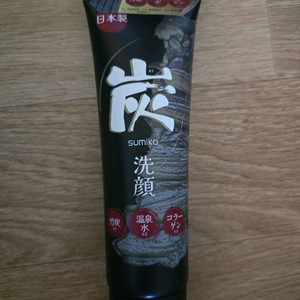 日本製
炭
sumiko
洗顔
竹炭
温泉
水
コラー
ゲン